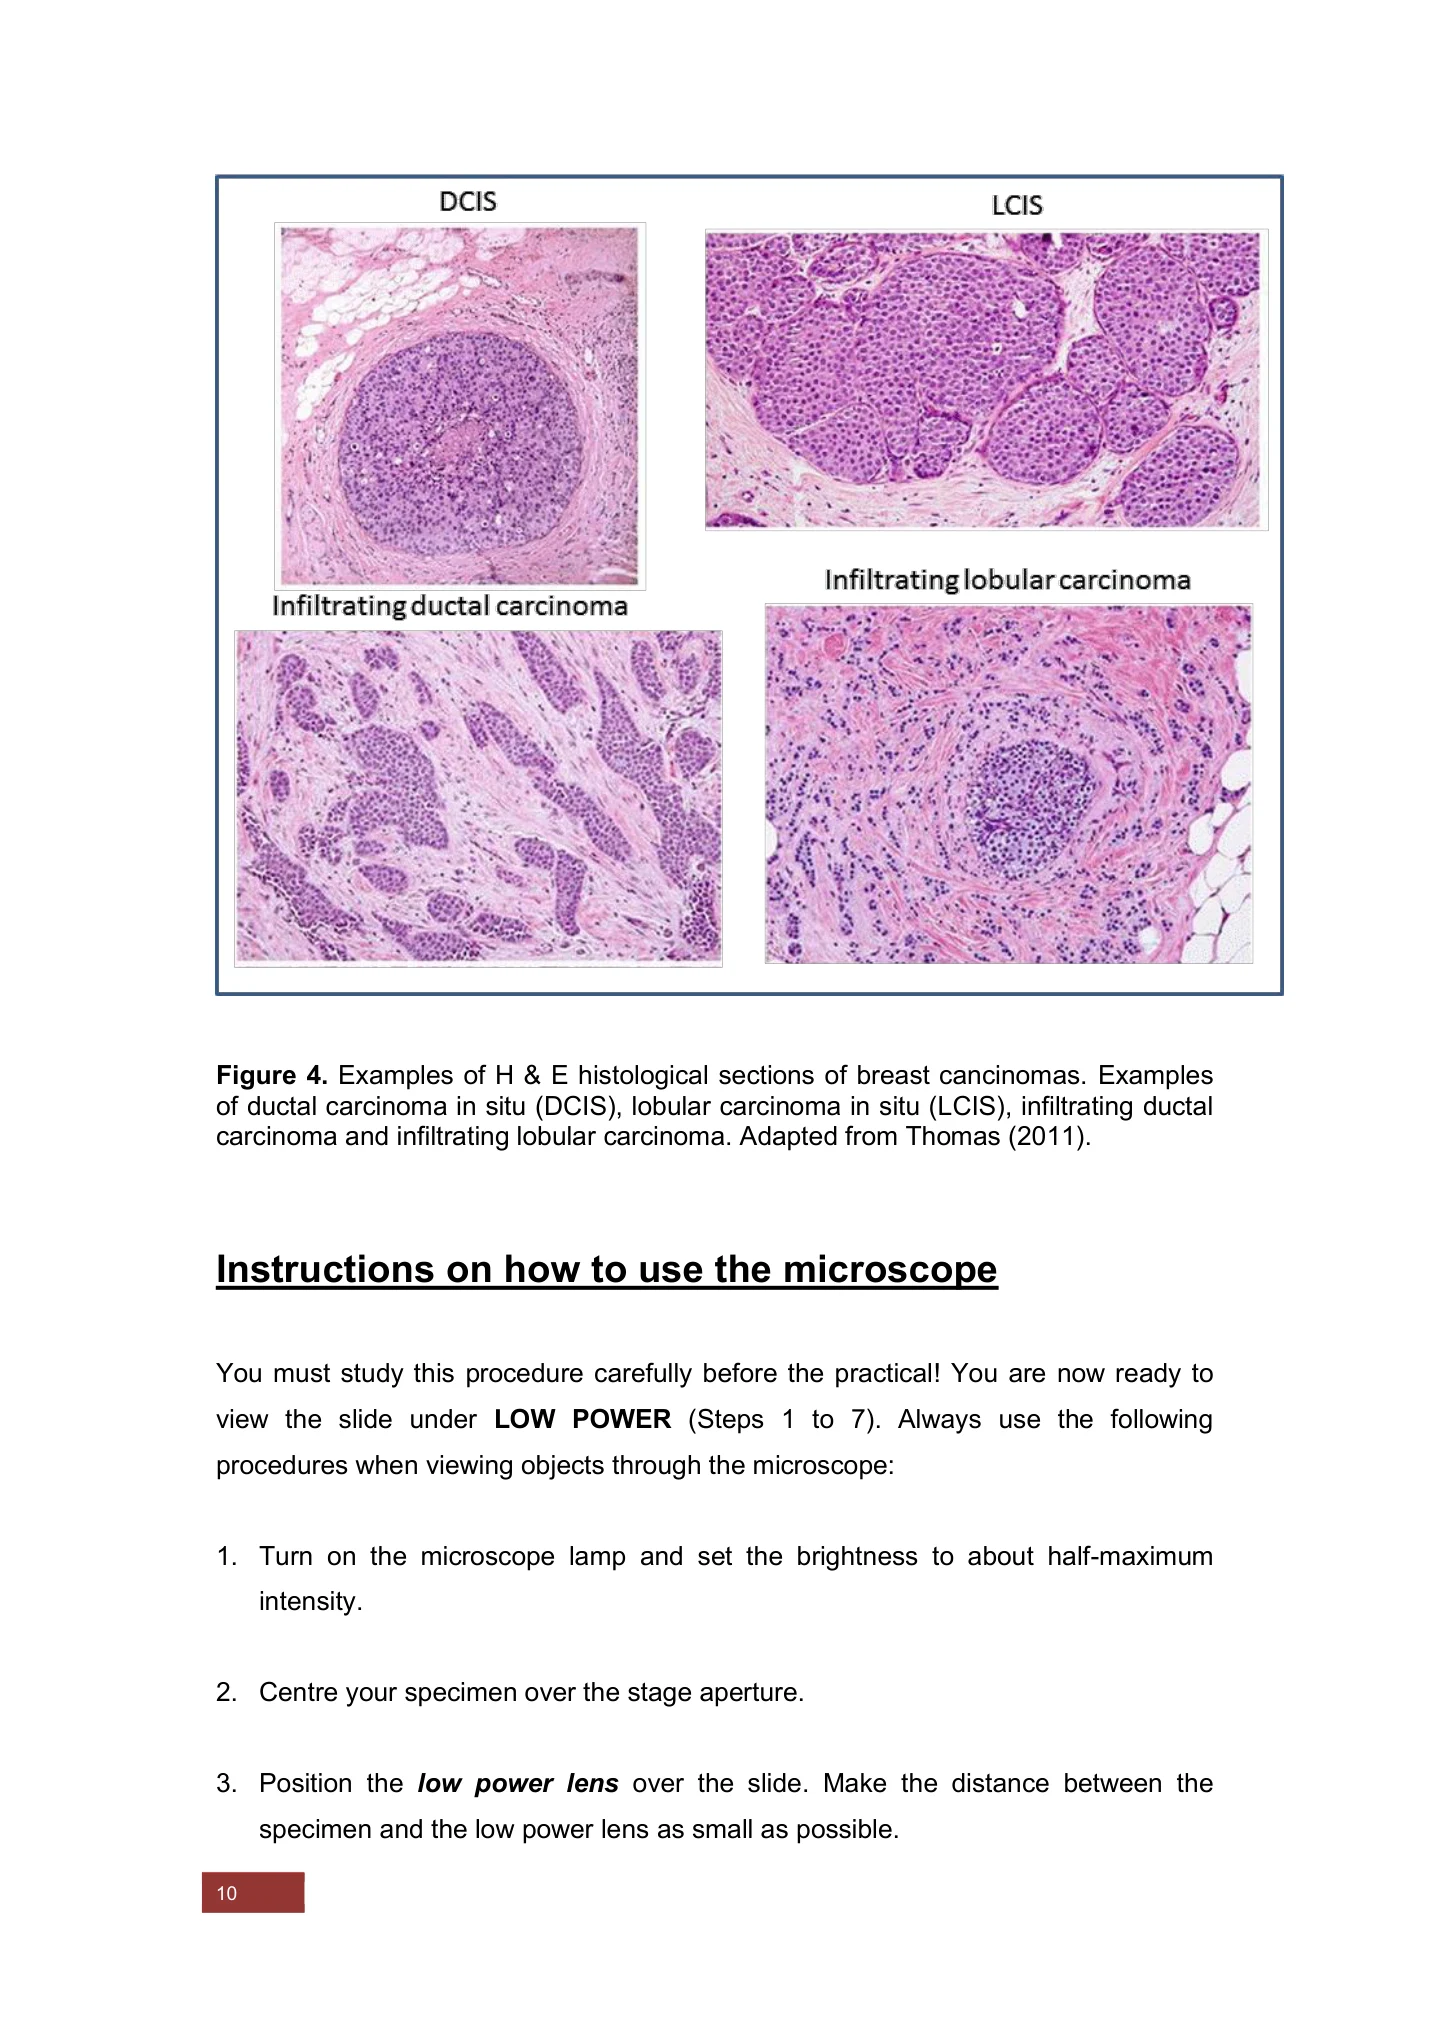 DCIS
LCIS
Infiltrating ductal carcinoma
Infiltrating lobular carcinoma
Figure 4. Examples of H & E histological sections of breast cancinomas. Examples
of ductal carcinoma in situ (DCIS), lobular carcinoma in situ (LCIS), infiltrating ductal
carcinoma and infiltrating lobular carcinoma. Adapted from Thomas (2011).
Instructions on how to use the microscope
You must study this procedure carefully before the practical! You are now ready to
view the slide under LOW POWER (Steps 1 to 7). Always use the following
procedures when viewing objects through the microscope:
1. Turn on the microscope lamp and set the brightness to about half-maximum
intensity.
2. Centre your specimen over the stage aperture.
3. Position the low power lens over the slide. Make the distance between the
specimen and the low power lens as small as possible.
10